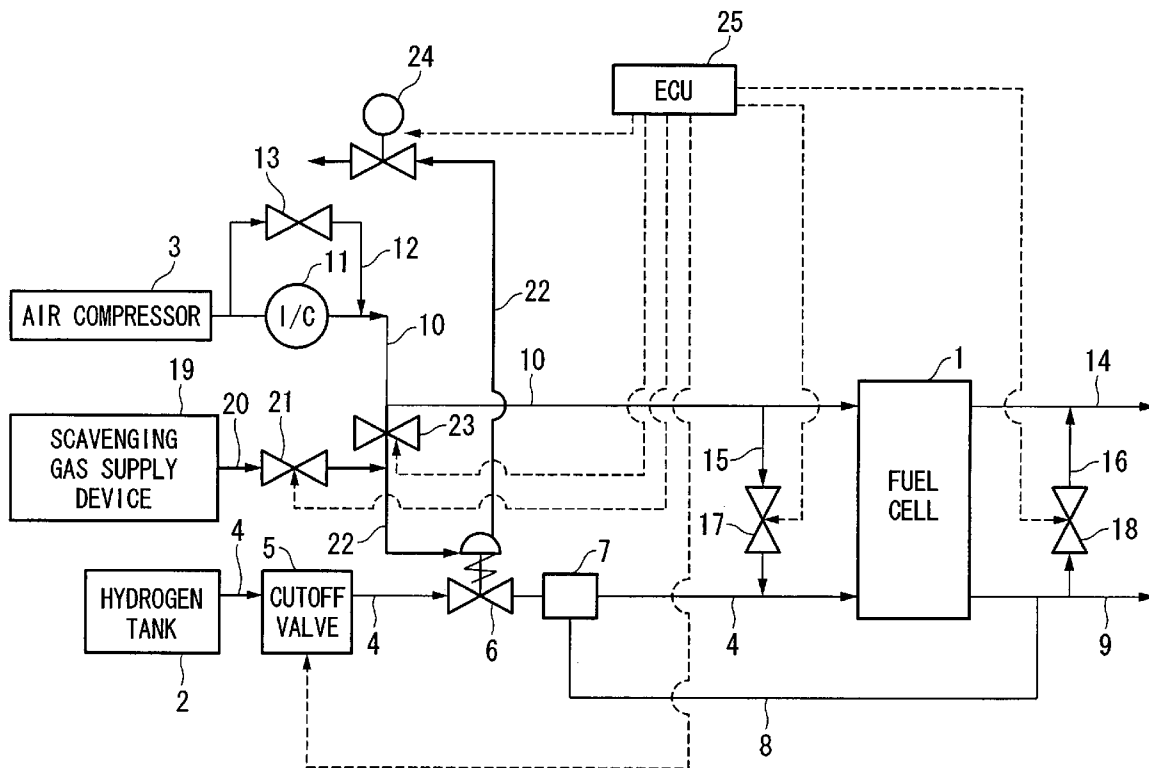 25
24
ECU
13
3
12
11
22
AIR COMPRESSOR
I/C
10
1
14
10
19
20
21
23
SCAVENGING
GAS SUPPLY
DEVICE
15
16
FUEL
CELL
17
18
22
4
5
7
HYDROGEN
TANK
CUTOFF
VALVE
4
6
4
9
2
8